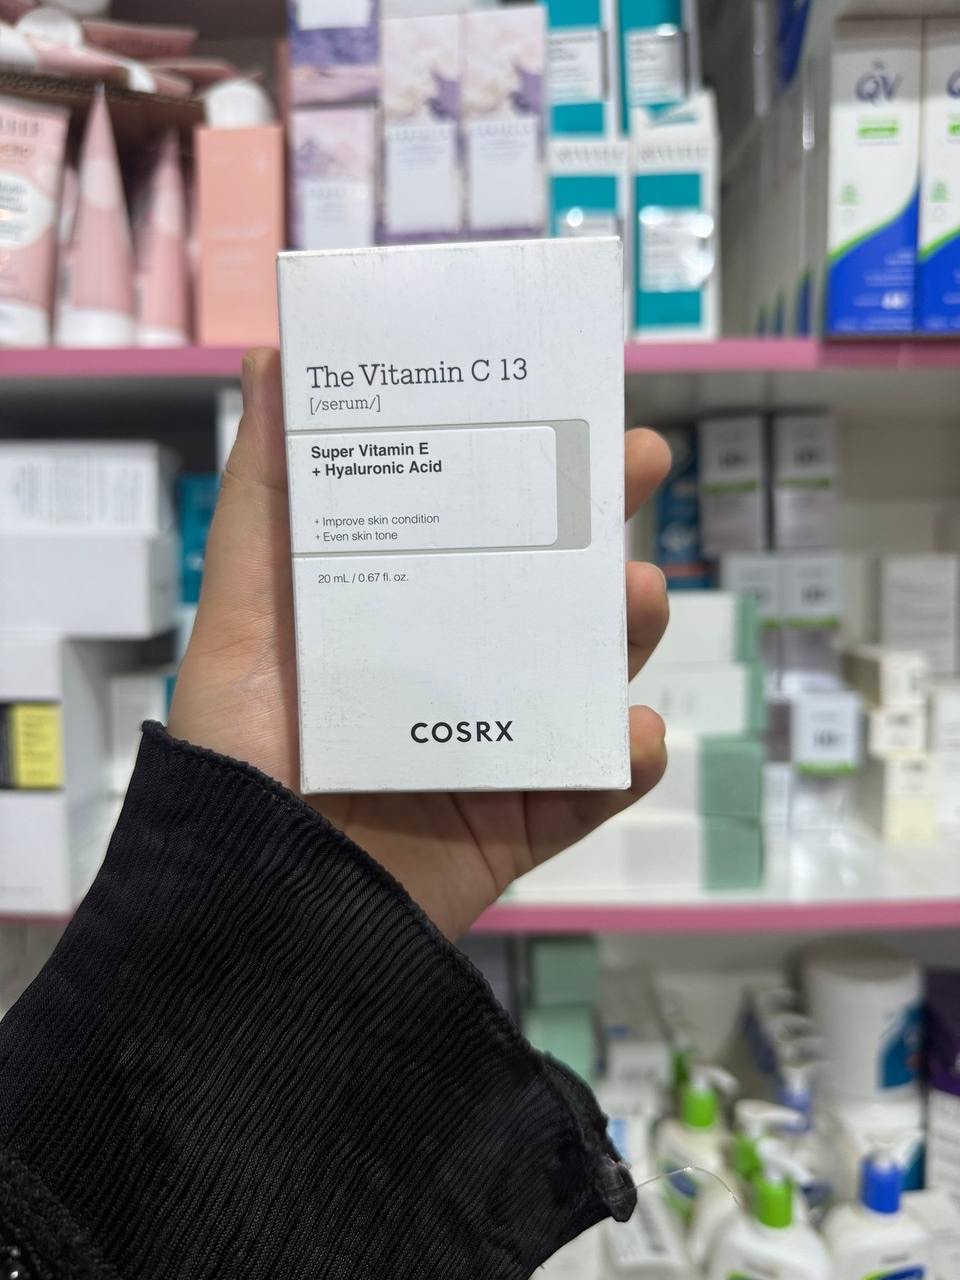 The Vitamin C 13
[/serum/]
Super Vitamin E
+ Hyaluronic Acid
+ Improve skin condition
+ Even skin tone
20 mL / 0.67 fl. oz.
COSRX
QV